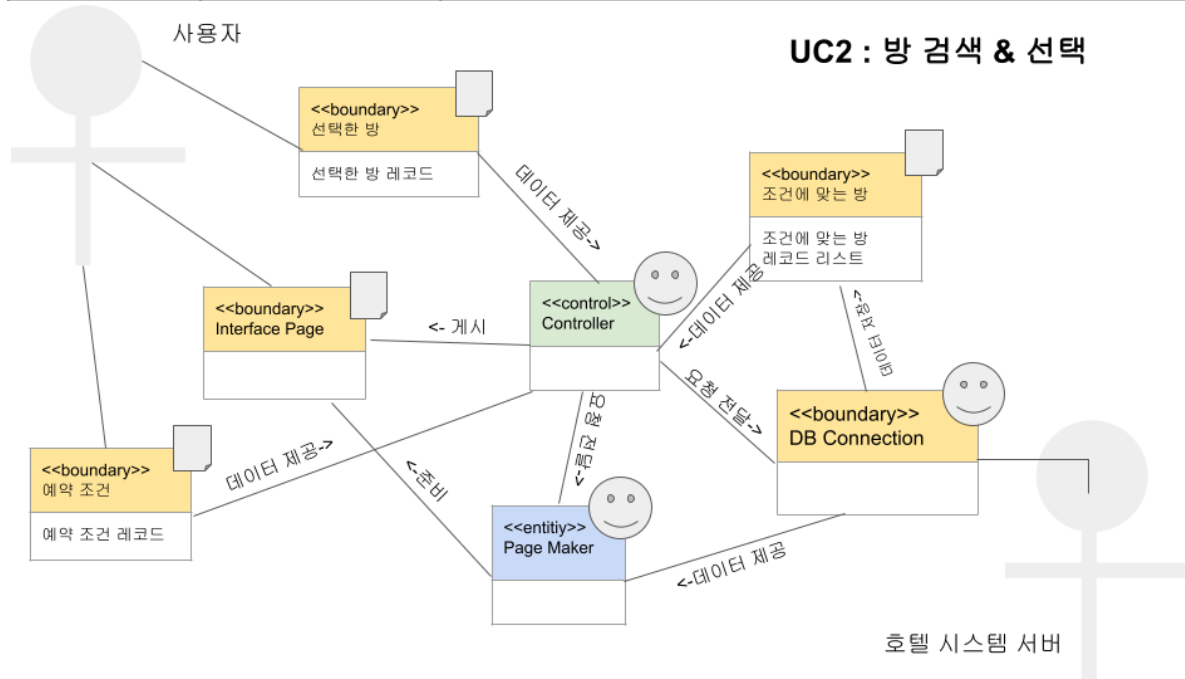 사용자
UC2 : 방 검색 & 선택
<<boundary>>
선택한 방
선택한 방 레코드
데이터 제공->
<<boundary>>
조건에 맞는 방
조건에 맞는 방
레코드 리스트
<<boundary>>
Interface Page
<- 게시
<<control>>
Controller
<-데이터 제공
<-데이터 저장
요청 전달->
<<boundary>>
DB Connection
<<boundary>>
예약 조건
예약 조건 레코드
데이터 제공->
<-준비
요청 전달->
<<entitiy>>
Page Maker
<-데이터 제공
호텔 시스템 서버